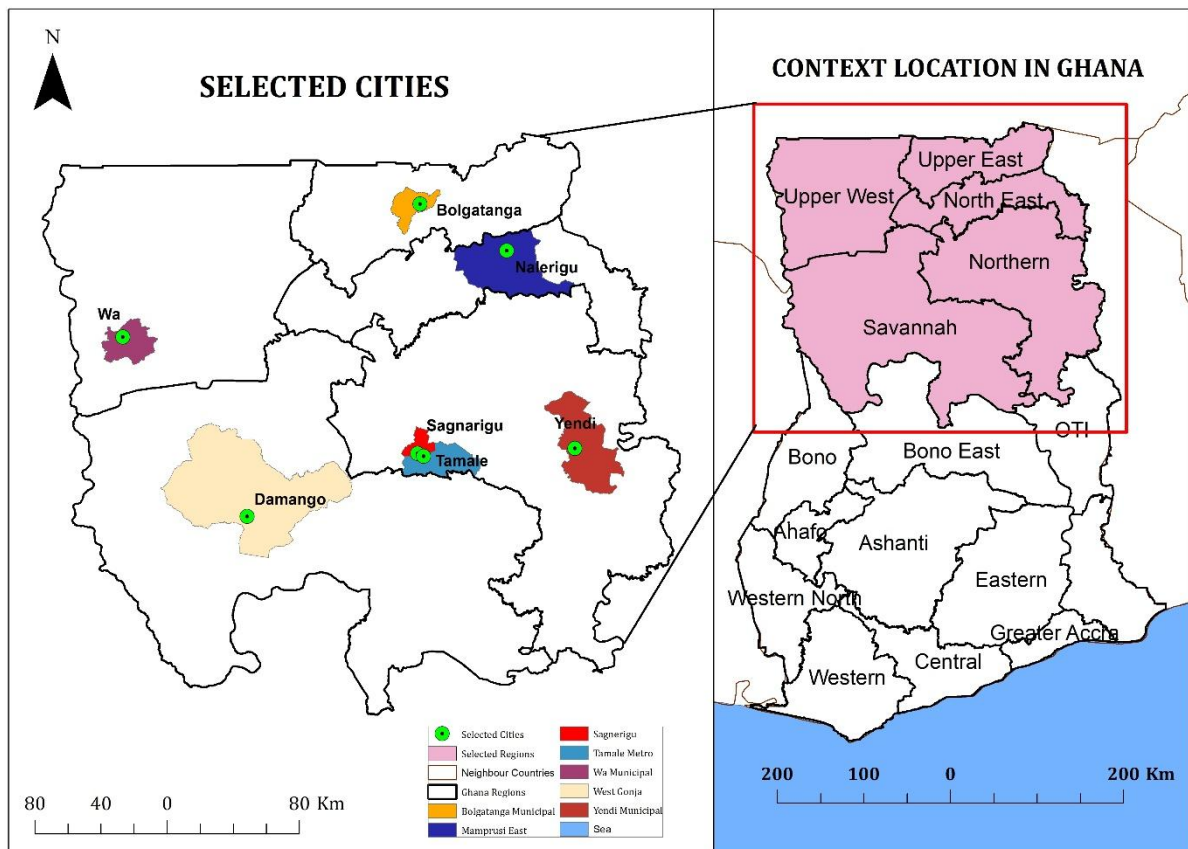 N
SELECTED CITIES
Bolgatanga
Nalerigu
Wa
Sagnarigu
Tamale
Yendi
Damango
Selected Cities
Selected Regions
Neighbour Countries
Ghana Regions
Bolgatanga Municipal
Mamprusi East
Sagnerigu
Tamale Metro
Wa Municipal
West Gonja
Yendi Municipal
Sea
80 40 0 80 Km
CONTEXT LOCATION IN GHANA
Upper East
Upper West
North East
Northern
Savannah
OTI
Bono
Bono East
Ahafo
Ashanti
Eastern
Western North
Greater Accra
Central
Western
200 100 0 200 Km